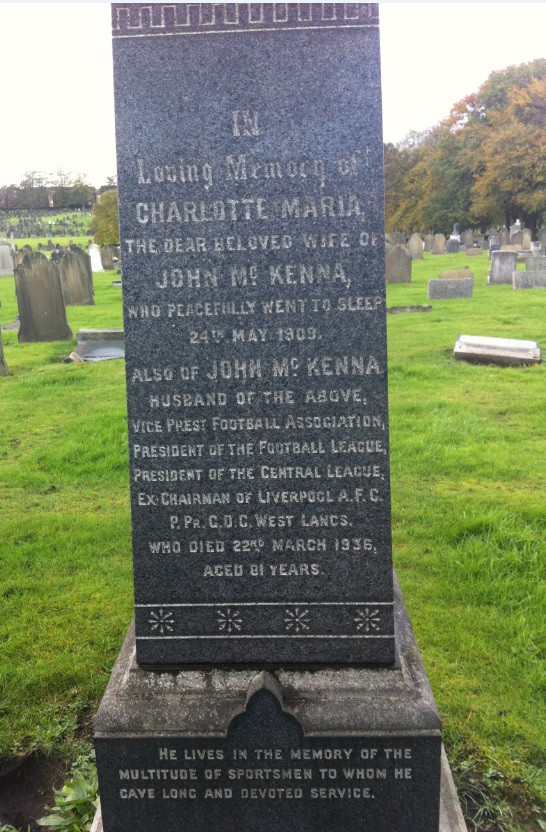 IN
Loving Memory of
CHARLOTTE MARIA,
THE DEAR BELOVED WIFE OF
JOHN Mc KENNA,
WHO PEACEFULLY WENT TO SLEEP
24TH MAY 1909.
ALSO OF JOHN Mc KENNA
HUSBAND OF THE ABOVE,
VICE PREST FOOTBALL ASSOCIATION,
PRESIDENT OF THE FOOTBALL LEAGUE,
PRESIDENT OF THE CENTRAL LEAGUE,
EX-CHAIRMAN OF LIVERPOOL A.F.C.
P. PR. G.D.C. WEST LANCS.
WHO DIED 22ND MARCH 1936,
AGED 81 YEARS.
HE LIVES IN THE MEMORY OF THE
MULTITUDE OF SPORTSMEN TO WHOM HE
GAVE LONG AND DEVOTED SERVICE.